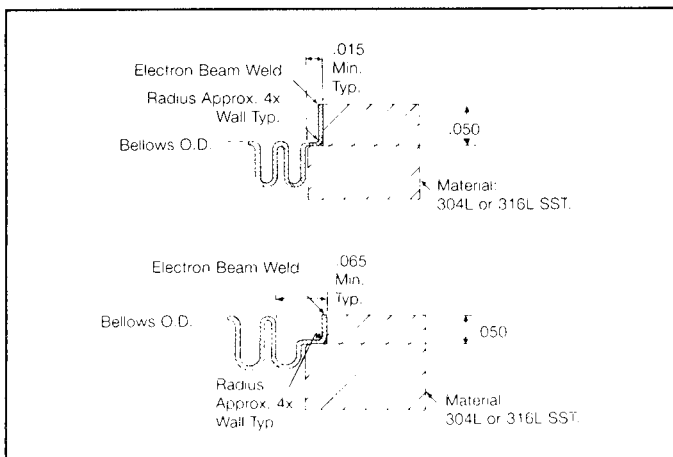 .015
Min.
Typ.
Electron Beam Weld
Radius Approx. 4x
Wall Typ.
Bellows O.D.
.050
Material:
304L or 316L SST.
.065
Min.
Typ.
Electron Beam Weld
Bellows O.D.
050
Radius
Approx. 4x
Wall Typ
Material
304L or 316L SST.